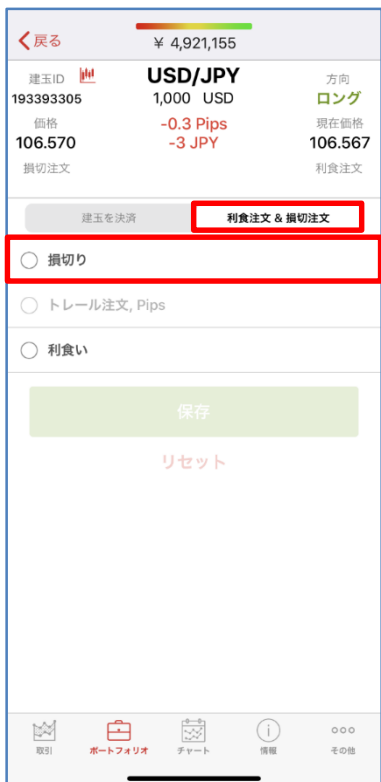 戻る
¥ 4,921,155
建玉ID
USD/JPY
方向
193393305
1,000 USD
ロング
価格
-0.3 Pips
現在価格
106.570
-3 JPY
106.567
損切注文
利食注文
建玉を決済
利食注文 & 損切注文
損切り
トレール注文, Pips
利食い
保存
リセット
取引
ポートフォリオ
チャート
情報
その他